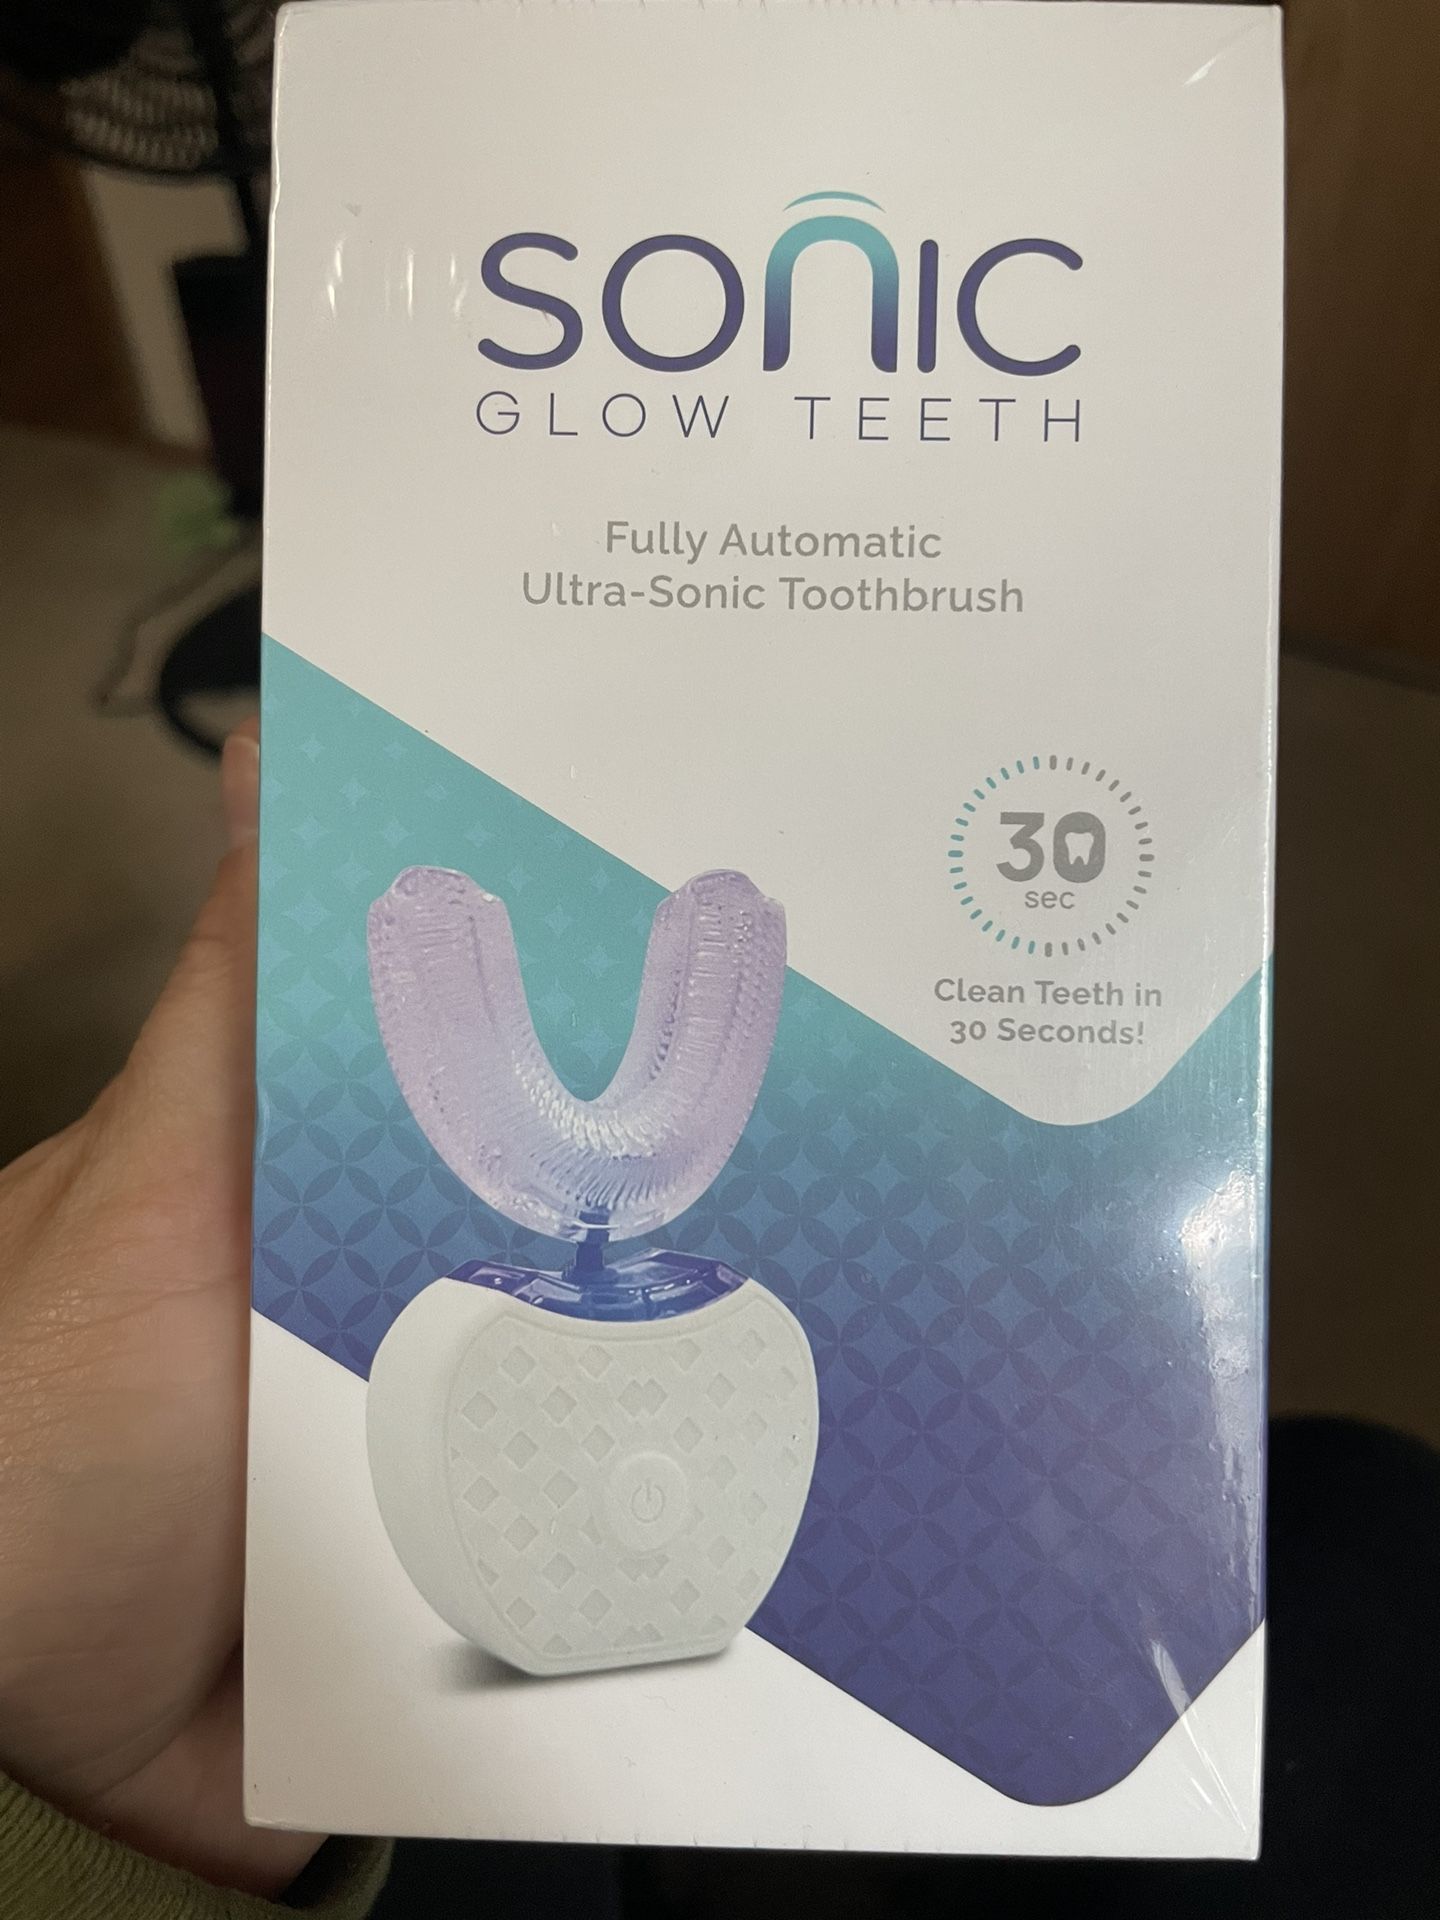 SONIC
GLOW TEETH
Fully Automatic
Ultra-Sonic Toothbrush
30
sec
Clean Teeth in
30 Seconds!